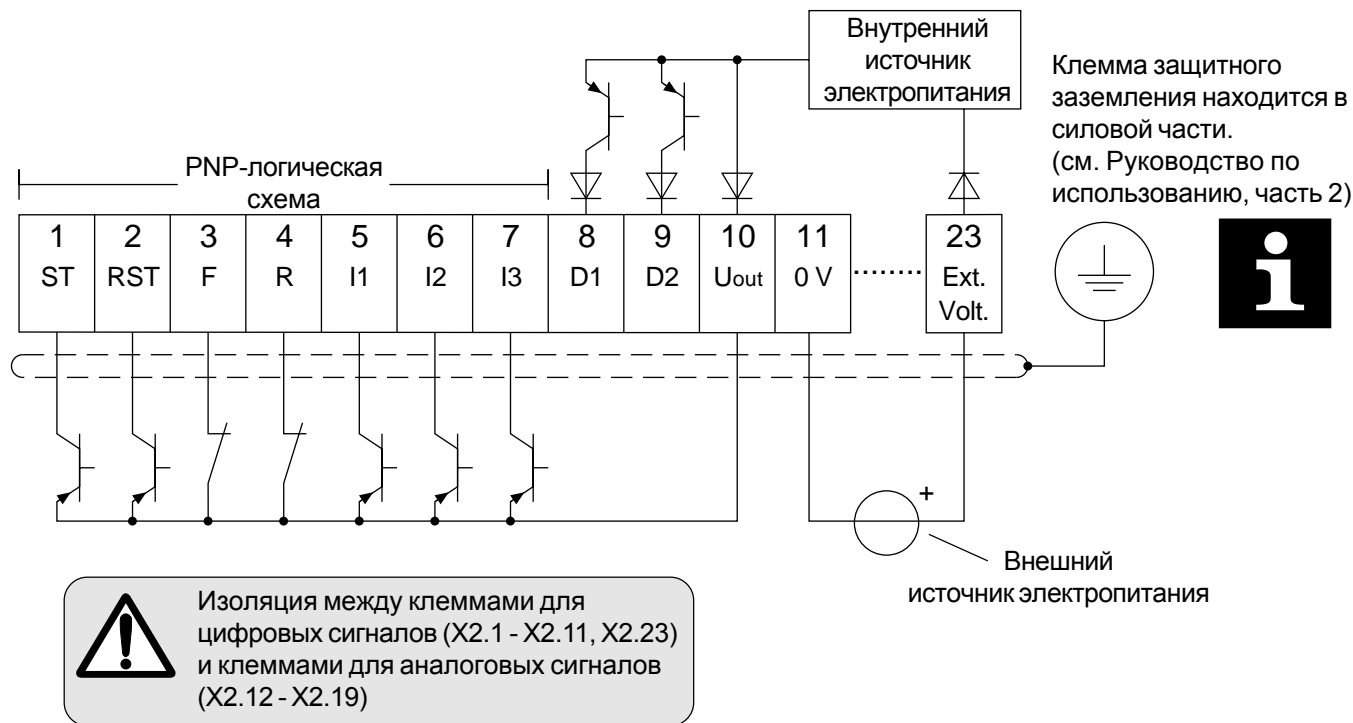 Внутренний
источник
электропитания
Клемма защитного
заземления находится в
силовой части.
(см. Руководство по
использованию, часть 2)
PNP-логическая
схема
1 2 3 4 5 6 7 8 9 10 11 23
ST RST F R I1 I2 I3 D1 D2 Uout 0 V Ext.
Volt.
+
Внешний
источник электропитания
Изоляция между клеммами для
цифровых сигналов (X2.1 - X2.11, X2.23)
и клеммами для аналоговых сигналов
(X2.12 - X2.19)